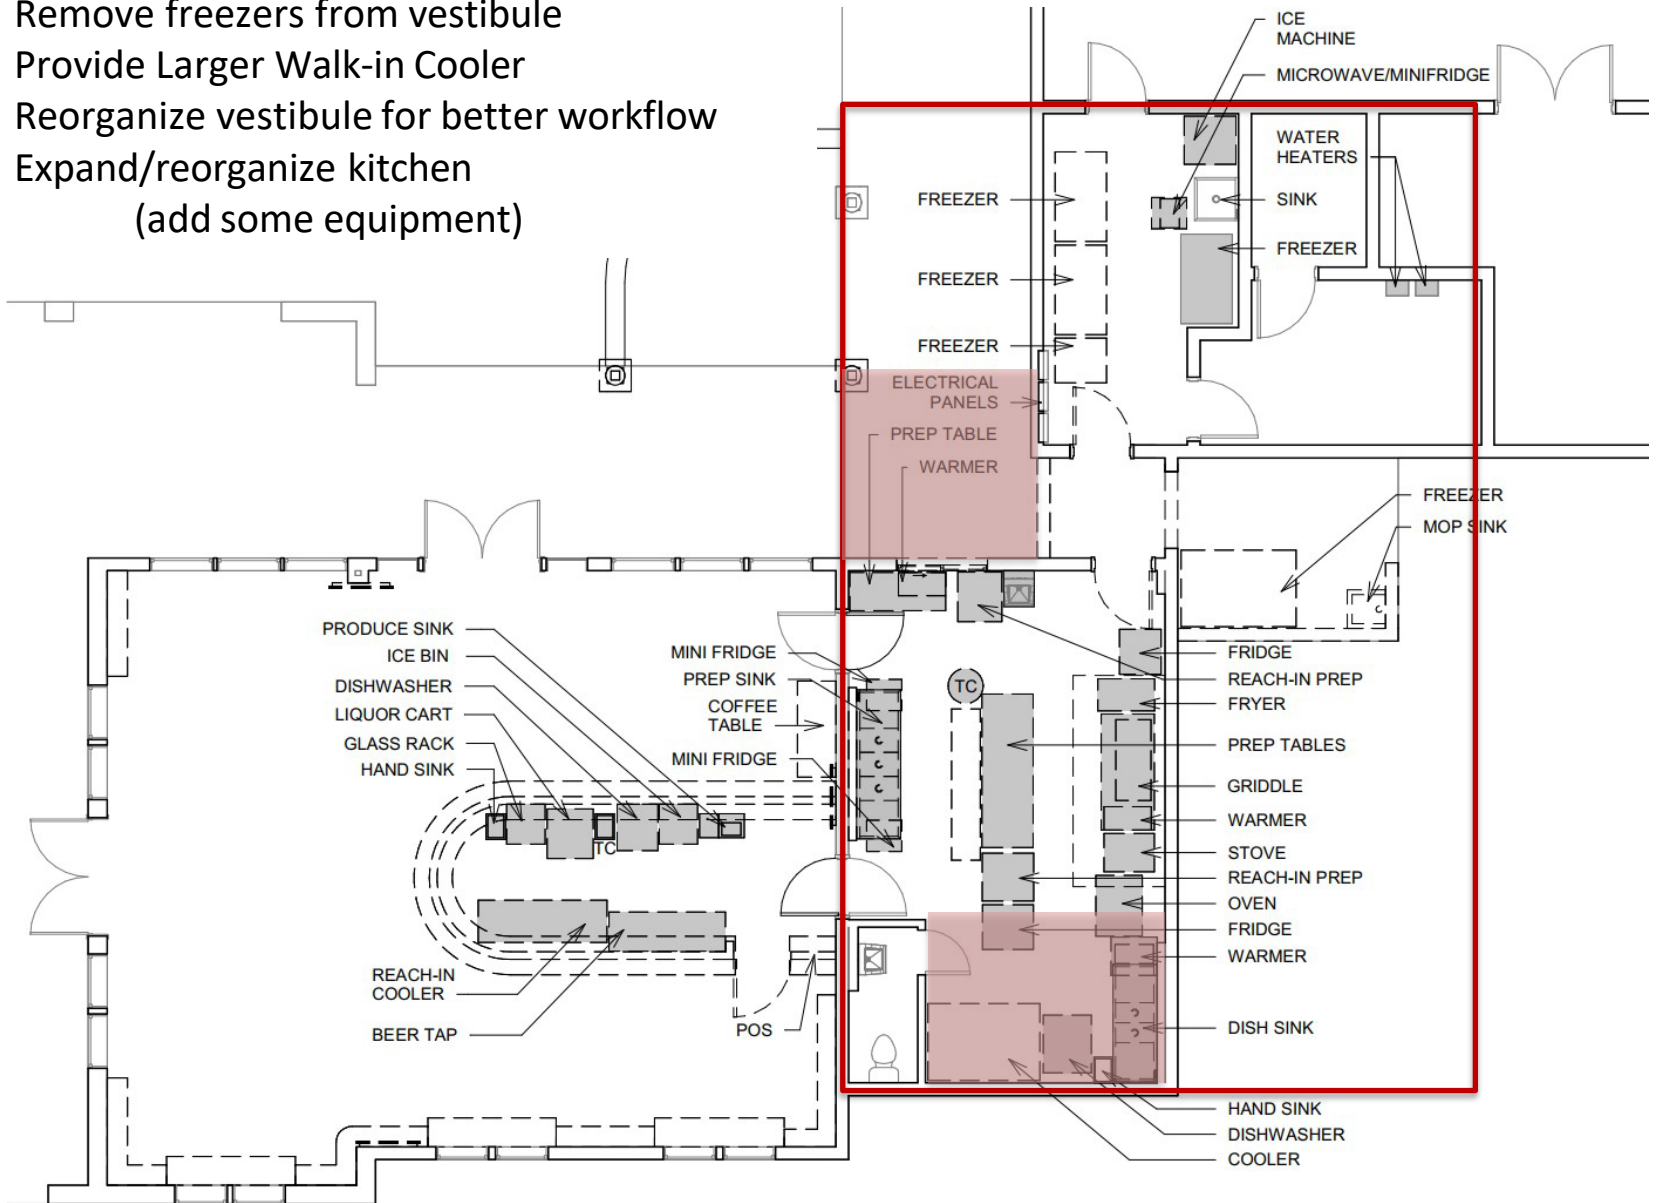 Remove freezers from vestibule
Provide Larger Walk-in Cooler
Reorganize vestibule for better workflow
Expand/reorganize kitchen
(add some equipment)
ICE
MACHINE
MICROWAVE/MINIFRIDGE
WATER
HEATERS
SINK
FREEZER
FREEZER
FREEZER
FREEZER
ELECTRICAL
PANELS
PREP TABLE
WARMER
FREEZER
MOP SINK
PRODUCE SINK
ICE BIN
DISHWASHER
LIQUOR CART
GLASS RACK
HAND SINK
TC
REACH-IN
COOLER
BEER TAP
POS
MINI FRIDGE
PREP SINK
COFFEE
TABLE
MINI FRIDGE
TC
FRIDGE
REACH-IN PREP
FRYER
PREP TABLES
GRIDDLE
WARMER
STOVE
REACH-IN PREP
OVEN
FRIDGE
WARMER
DISH SINK
HAND SINK
DISHWASHER
COOLER